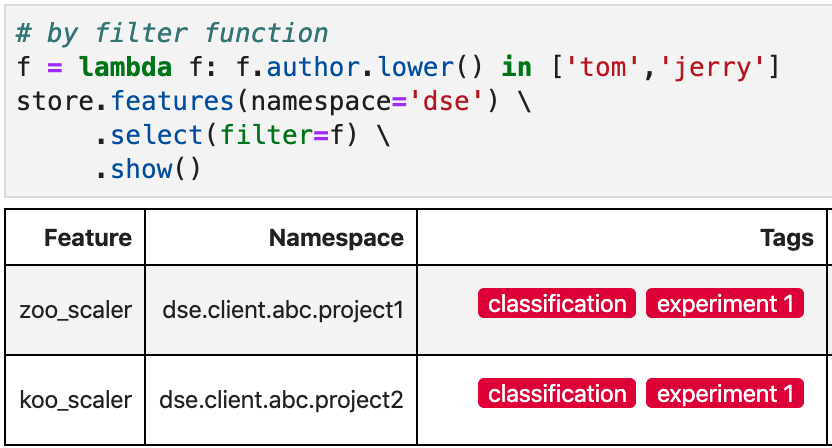 # by filter function
f = lambda f: f.author.lower() in ['tom','jerry']
store.features(namespace='dse') \
     .select(filter=f) \
     .show()
Feature Namespace Tags
zoo_scaler dse.client.abc.project1 classification experiment 1
koo_scaler dse.client.abc.project2 classification experiment 1